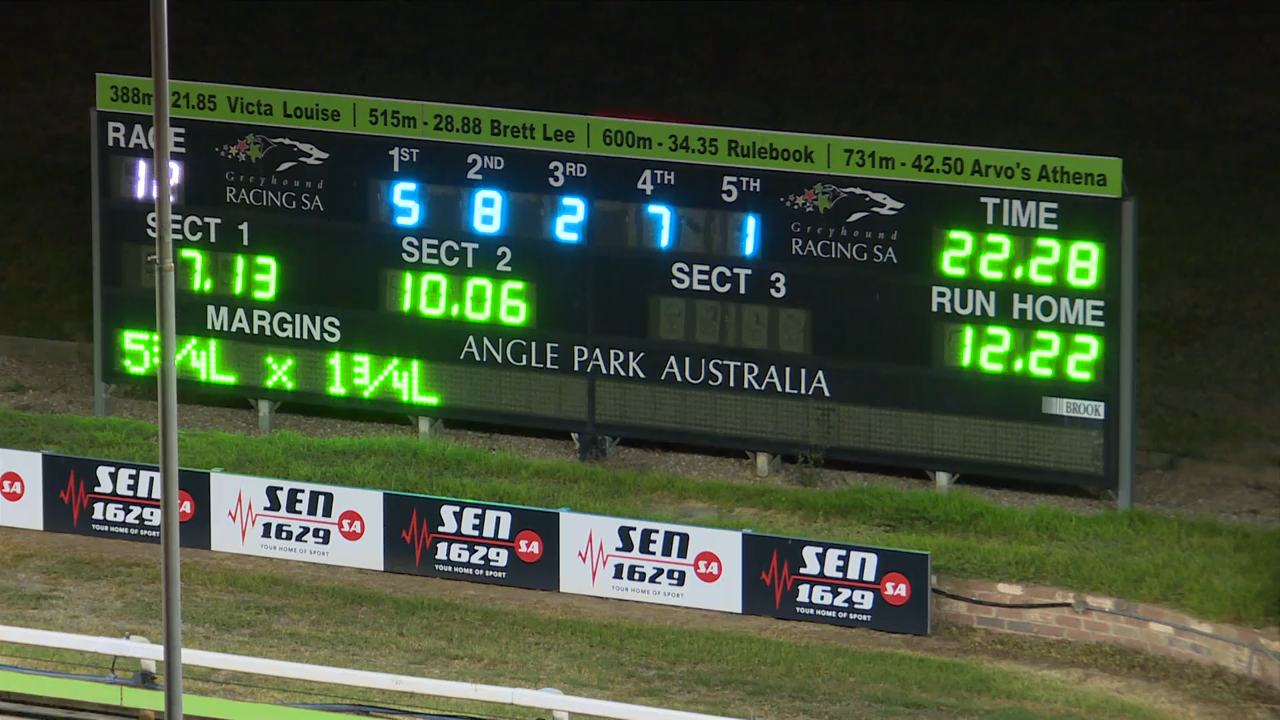 388m 21.85 Victa Louise | 515m - 28.88 Brett Lee | 600m - 34.35 Rulebook | 731m - 42.50 Arvo's Athena
RACE
12
Greyhound
RACING SA
1ST 2ND 3RD 4TH 5TH
5 8 2 7 1
Greyhound
RACING SA
TIME
22.28
SECT 1
7.13
SECT 2
10.06
SECT 3
RUN HOME
12.22
MARGINS
5¾L x 1¾L
ANGLE PARK AUSTRALIA
BROOK
SA
SEN
1629
SA
YOUR HOME OF SPORT
SEN
1629
SA
YOUR HOME OF SPORT
SEN
1629
SA
YOUR HOME OF SPORT
SEN
1629
SA
YOUR HOME OF SPORT
SEN
1629
SA
YOUR HOME OF SPORT